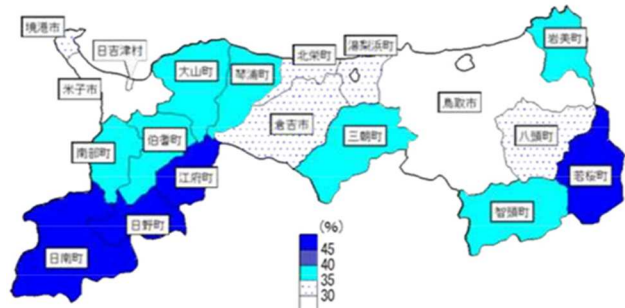 境港市
日吉津村
米子市
大山町
琴浦町
北栄町
湯梨浜町
岩美町
鳥取市
倉吉市
三朝町
八頭町
若桜町
智頭町
南部町
伯耆町
江府町
日野町
日南町
(%)
45
40
35
30